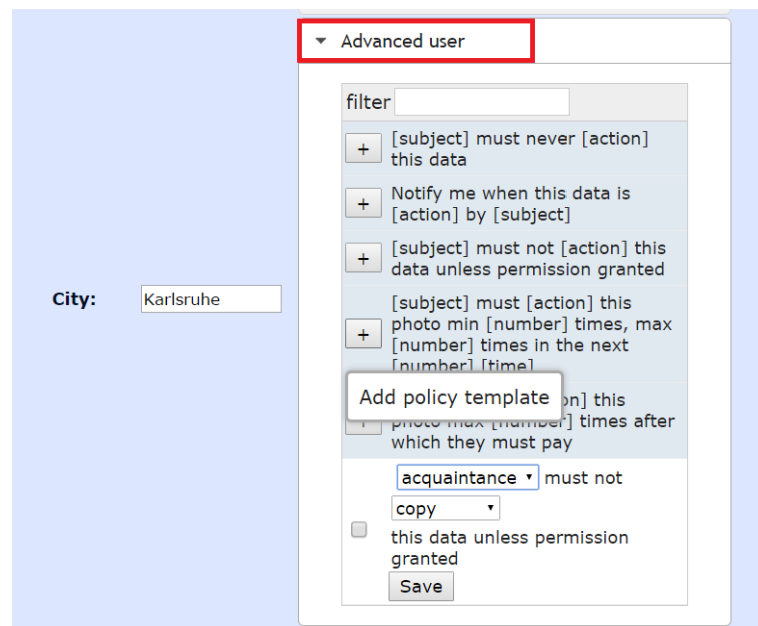 Advanced user
filter
+ [subject] must never [action]
this data
+ Notify me when this data is
[action] by [subject]
+ [subject] must not [action] this
data unless permission granted
City: Karlsruhe
[subject] must [action] this
+ photo min [number] times, max
[number] times in the next
[number] [time]
Add policy template
this
photo max [number] times after
which they must pay
acquaintance must not
copy
this data unless permission
granted
Save